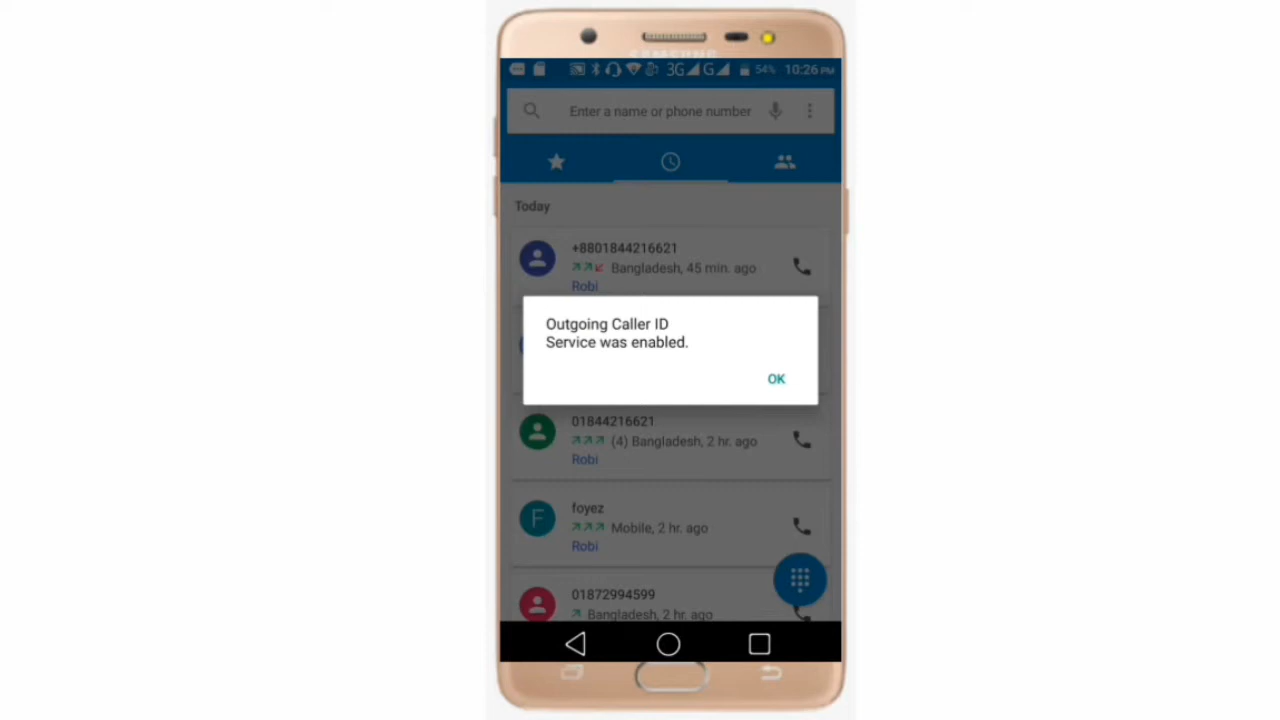 SAMSUNG
3G G 54% 10:26 PM
Enter a name or phone number
Today
+8801844216621
Bangladesh, 45 min. ago
Robi
Outgoing Caller ID
Service was enabled.
OK
01844216621
(4) Bangladesh, 2 hr. ago
Robi
F
foyez
Mobile, 2 hr. ago
Robi
01872994599
Bangladesh, 2 hr. ago